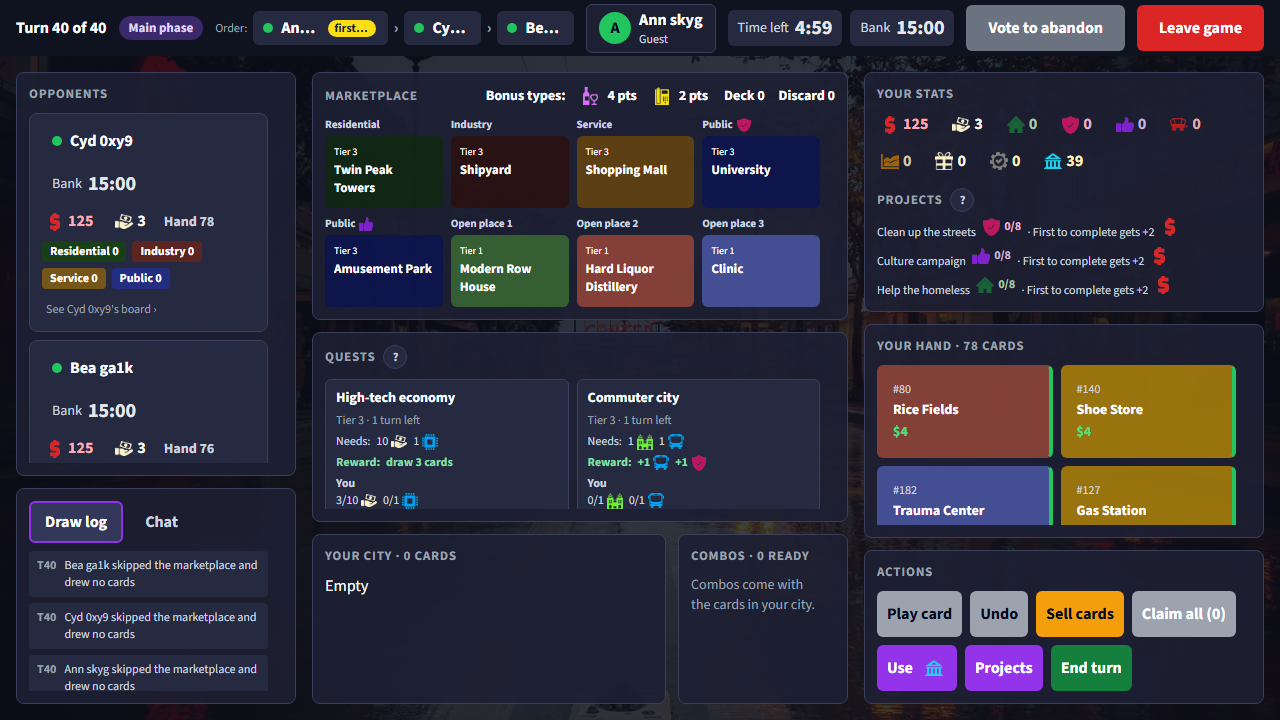 Turn 40 of 40
Main phase
Order:
An...
first...
›
Cy...
›
Be...
A
Ann skyg
Guest
Time left 4:59
Bank 15:00
Vote to abandon
Leave game
OPPONENTS
Cyd 0xy9
Bank 15:00
125 3 Hand 78
Residential 0 Industry 0
Service 0 Public 0
See Cyd 0xy9's board ›
Bea ga1k
Bank 15:00
125 3 Hand 76
Draw log Chat
T40 Bea ga1k skipped the marketplace and
drew no cards
T40 Cyd 0xy9 skipped the marketplace and
drew no cards
T40 Ann skyg skipped the marketplace and
drew no cards
MARKETPLACE Bonus types: 4 pts 2 pts Deck 0 Discard 0
Residential Industry Service Public
Tier 3
Twin Peak
Towers
Tier 3
Shipyard
Tier 3
Shopping Mall
Tier 3
University
Public Open place 1 Open place 2 Open place 3
Tier 3
Amusement Park
Tier 1
Modern Row
House
Tier 1
Hard Liquor
Distillery
Tier 1
Clinic
QUESTS ?
High-tech economy
Tier 3 · 1 turn left
Needs: 10 1
Reward: draw 3 cards
You
3/10 0/1
Commuter city
Tier 3 · 1 turn left
Needs: 1 1
Reward: +1 +1
You
0/1 0/1
YOUR CITY · 0 CARDS
Empty
COMBOS · 0 READY
Combos come with
the cards in your city.
YOUR STATS
125 3 0 0 0 0
0 0 0 39
PROJECTS ?
Clean up the streets 0/8 · First to complete gets +2
Culture campaign 0/8 · First to complete gets +2
Help the homeless 0/8 · First to complete gets +2
YOUR HAND · 78 CARDS
#80
Rice Fields
$4
#140
Shoe Store
$4
#182
Trauma Center
#127
Gas Station
ACTIONS
Play card Undo Sell cards Claim all (0)
Use Projects End turn